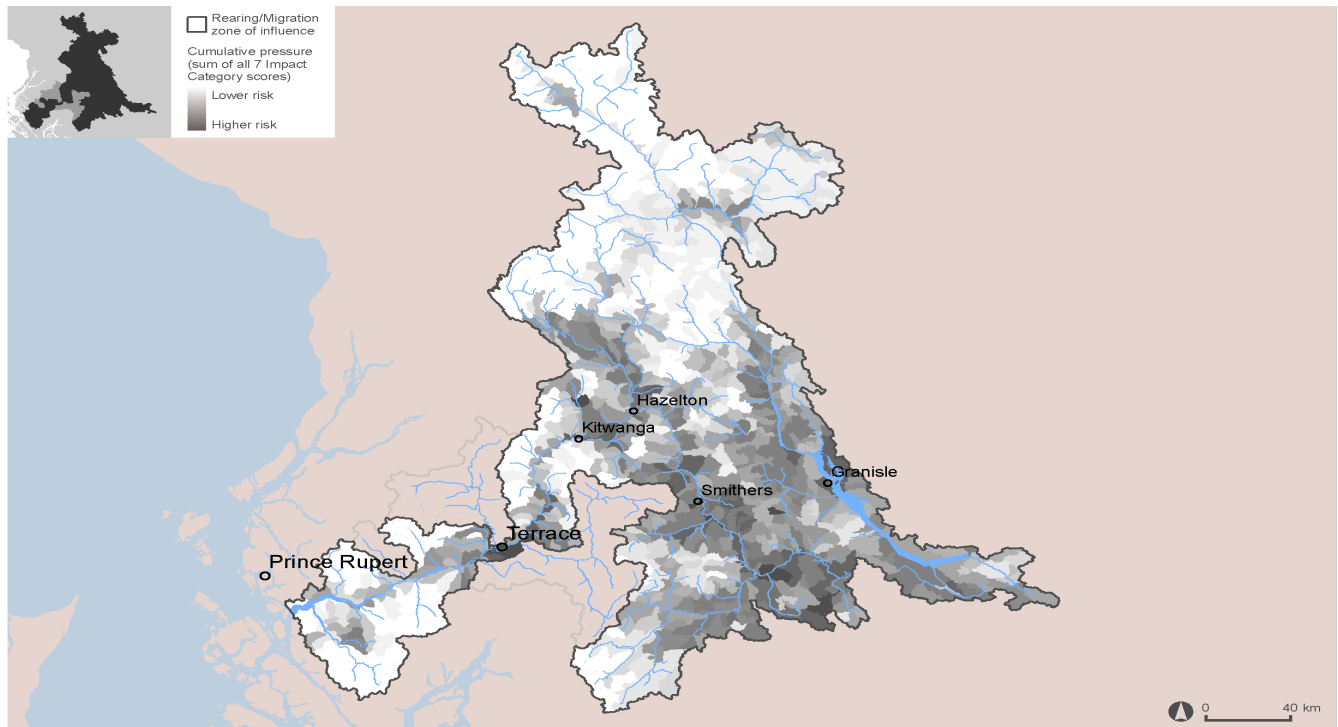 Rearing/Migration
zone of influence
Cumulative pressure
(sum of all 7 Impact
Category scores)
Lower risk
Higher risk
Hazelton
Kitwanga
Granisle
Smithers
Terrace
Prince Rupert
0 40 km